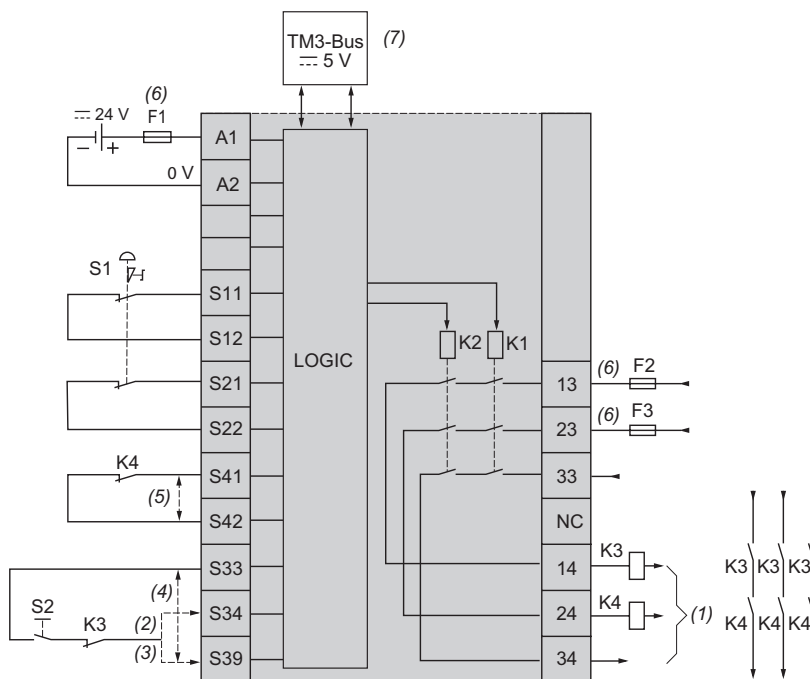 TM3-Bus
5 V
(7)
(6)
24 V
F1
− +
0 V
A1
A2
S1
S11
S12
S21
S22
K4
S41
(5)
S42
S33
(4)
S2
K3
(2)
S34
(3)
S39
LOGIC
K2
K1
13
(6)
F2
23
(6)
F3
33
NC
14
K3
24
K4
34
(1)
K3 K3 K3
K4 K4 K4